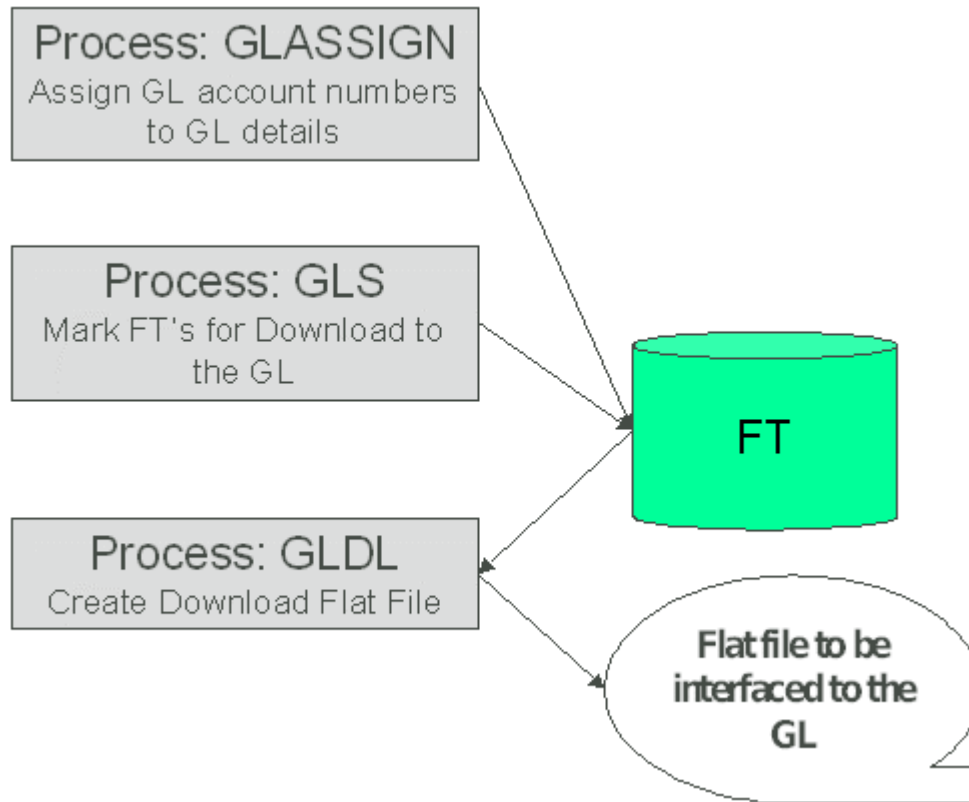 Process: GLASSIGN
Assign GL account numbers
to GL details
Process: GLS
Mark FT's for Download to
the GL
FT
Process: GLDL
Create Download Flat File
Flat file to be
interfaced to the
GL